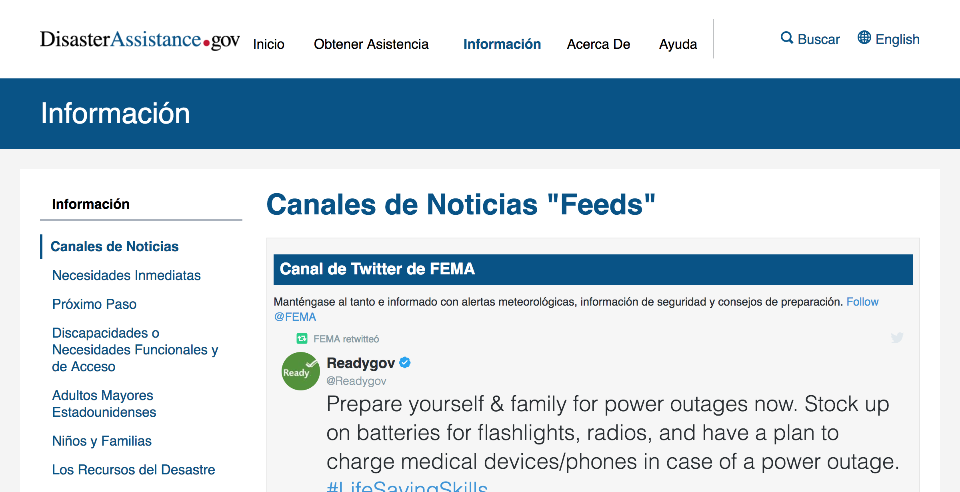 DisasterAssistance.gov
Inicio
Obtener Asistencia
Información
Acerca De
Ayuda
Buscar
English
Información
Información
Canales de Noticias
Necesidades Inmediatas
Próximo Paso
Discapacidades o
Necesidades Funcionales y
de Acceso
Adultos Mayores
Estadounidenses
Niños y Familias
Los Recursos del Desastre
Canales de Noticias "Feeds"
Canal de Twitter de FEMA
Manténgase al tanto e informado con alertas meteorológicas, información de seguridad y consejos de preparación. Follow
@FEMA
FEMA retwitteó
Ready
Readygov
@Readygov
Prepare yourself & family for power outages now. Stock up
on batteries for flashlights, radios, and have a plan to
charge medical devices/phones in case of a power outage.
#LifeSavingSkills